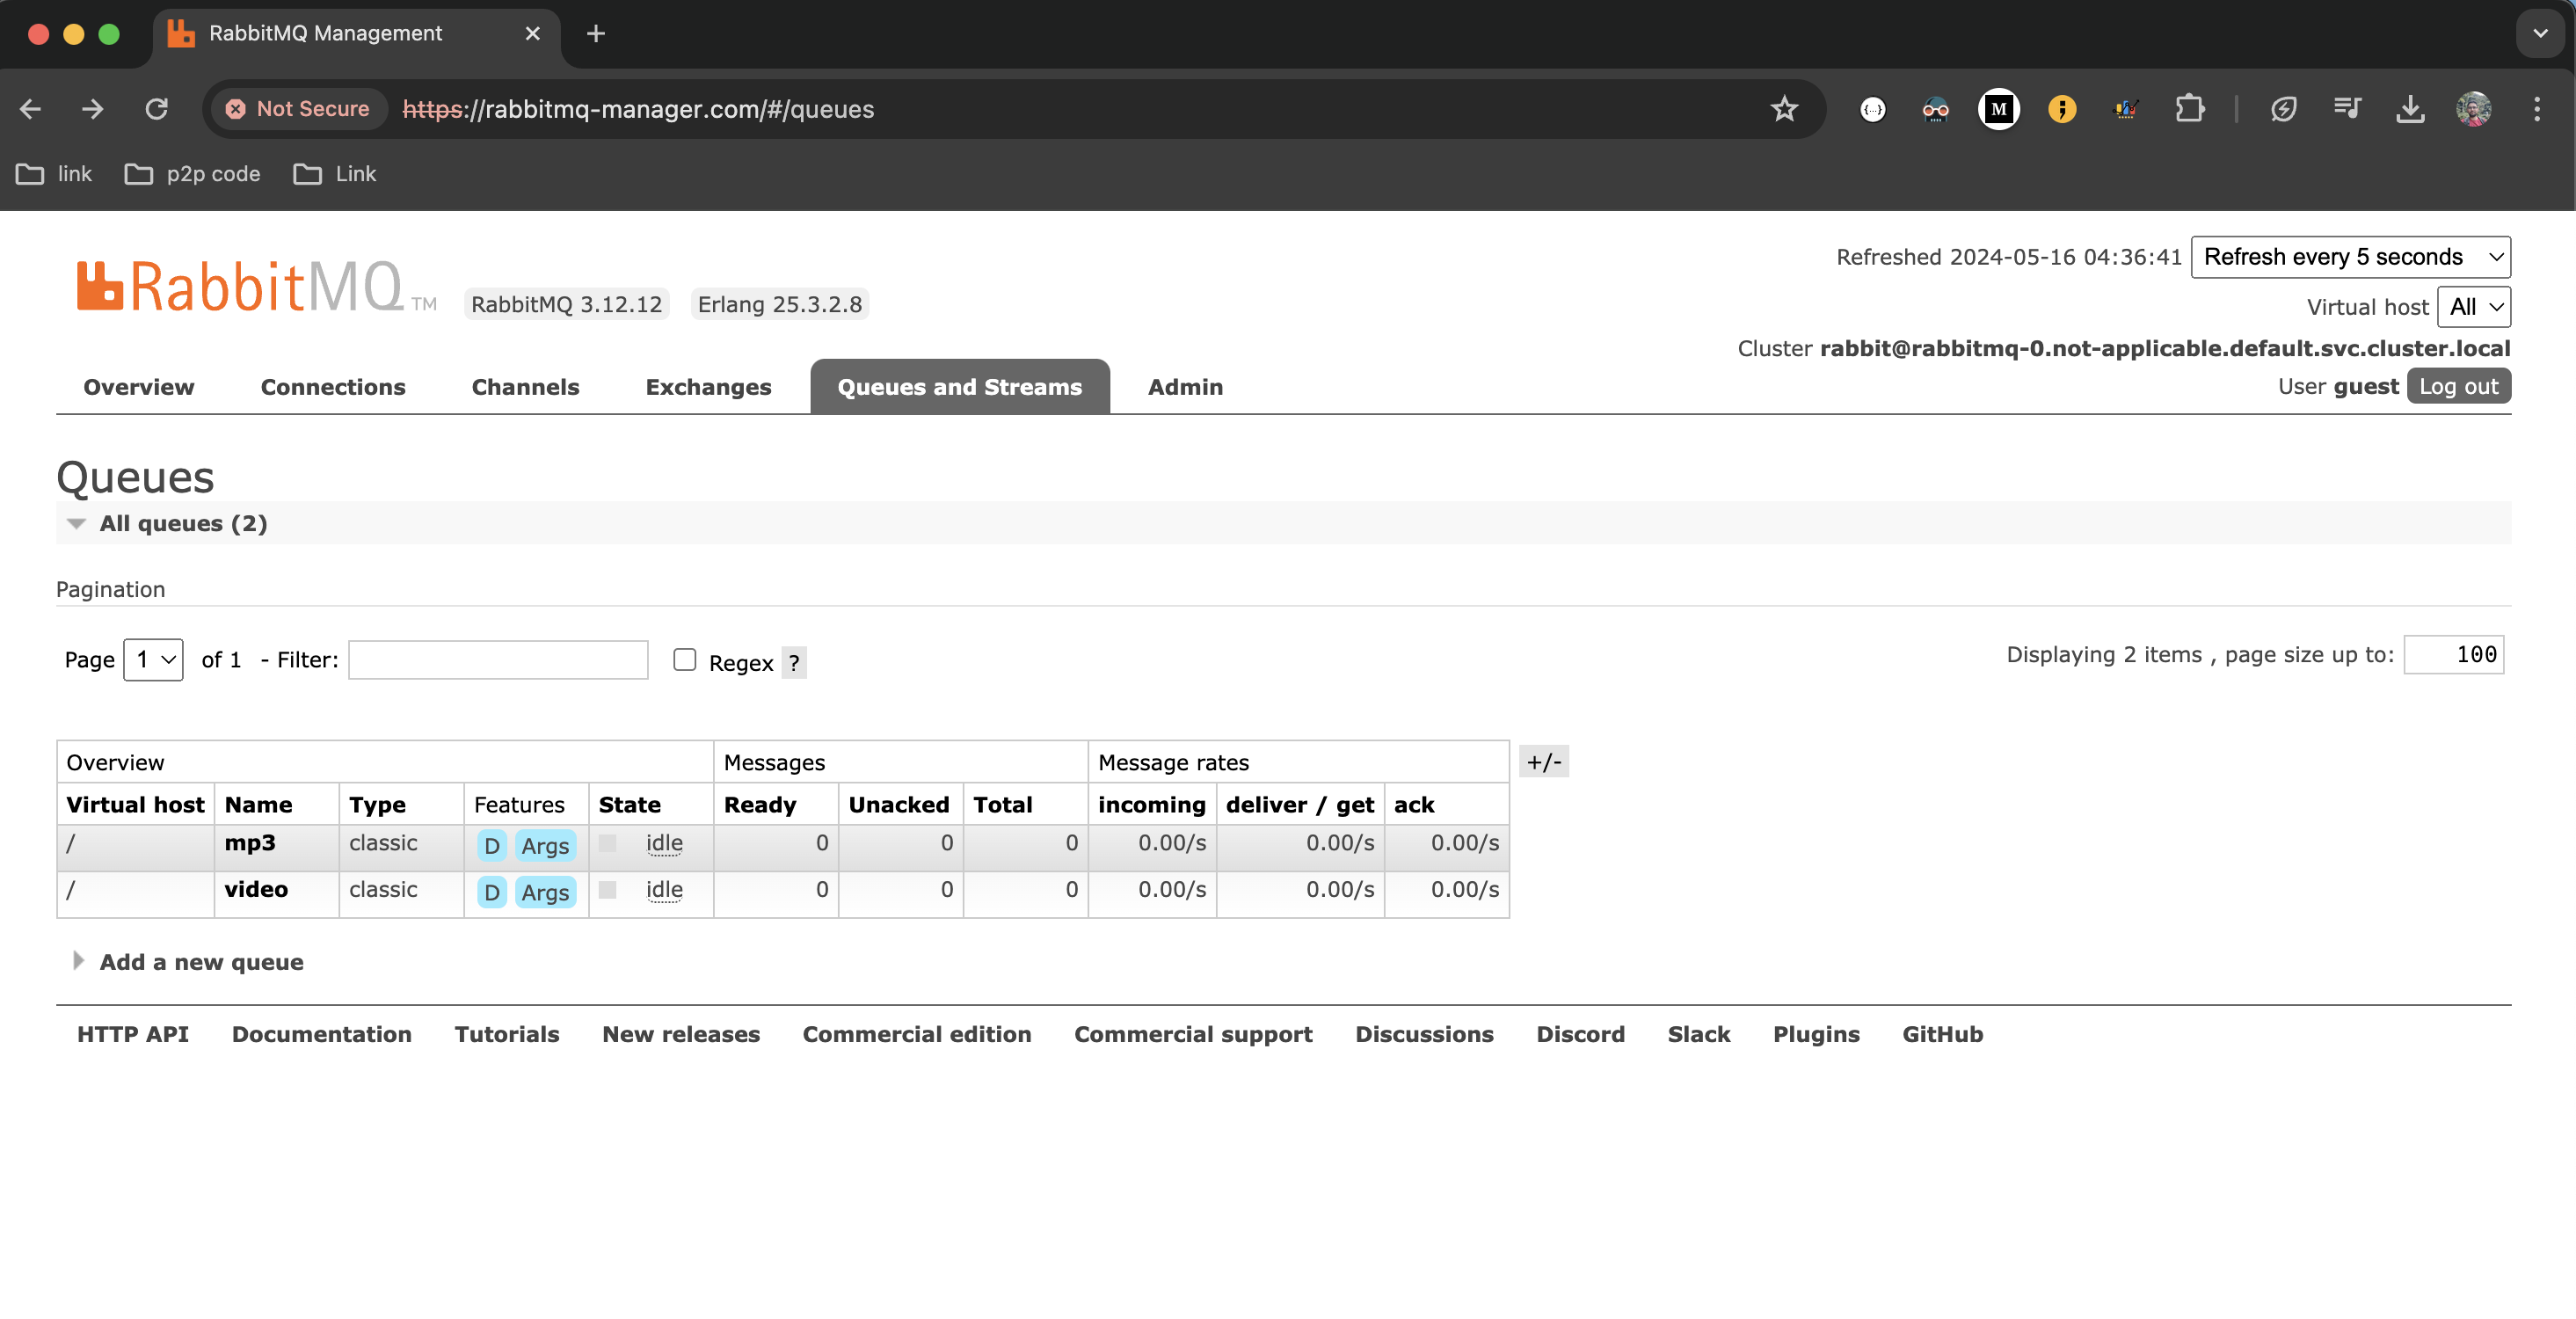 RabbitMQ Management
Not Secure https://rabbitmq-manager.com/#/queues
{...} M ;
link p2p code Link
Refreshed 2024-05-16 04:36:41 Refresh every 5 seconds
RabbitMQ TM RabbitMQ 3.12.12 Erlang 25.3.2.8
Virtual host All
Cluster rabbit@rabbitmq-0.not-applicable.default.svc.cluster.local
Overview Connections Channels Exchanges Queues and Streams Admin
User guest Log out
Queues
All queues (2)
Pagination
Page 1 of 1 - Filter: Regex ? Displaying 2 items , page size up to: 100
Overview Messages Message rates +/-
Virtual host Name Type Features State Ready Unacked Total incoming deliver / get ack
/ mp3 classic D Args idle 0 0 0 0.00/s 0.00/s 0.00/s
/ video classic D Args idle 0 0 0 0.00/s 0.00/s 0.00/s
Add a new queue
HTTP API Documentation Tutorials New releases Commercial edition Commercial support Discussions Discord Slack Plugins GitHub